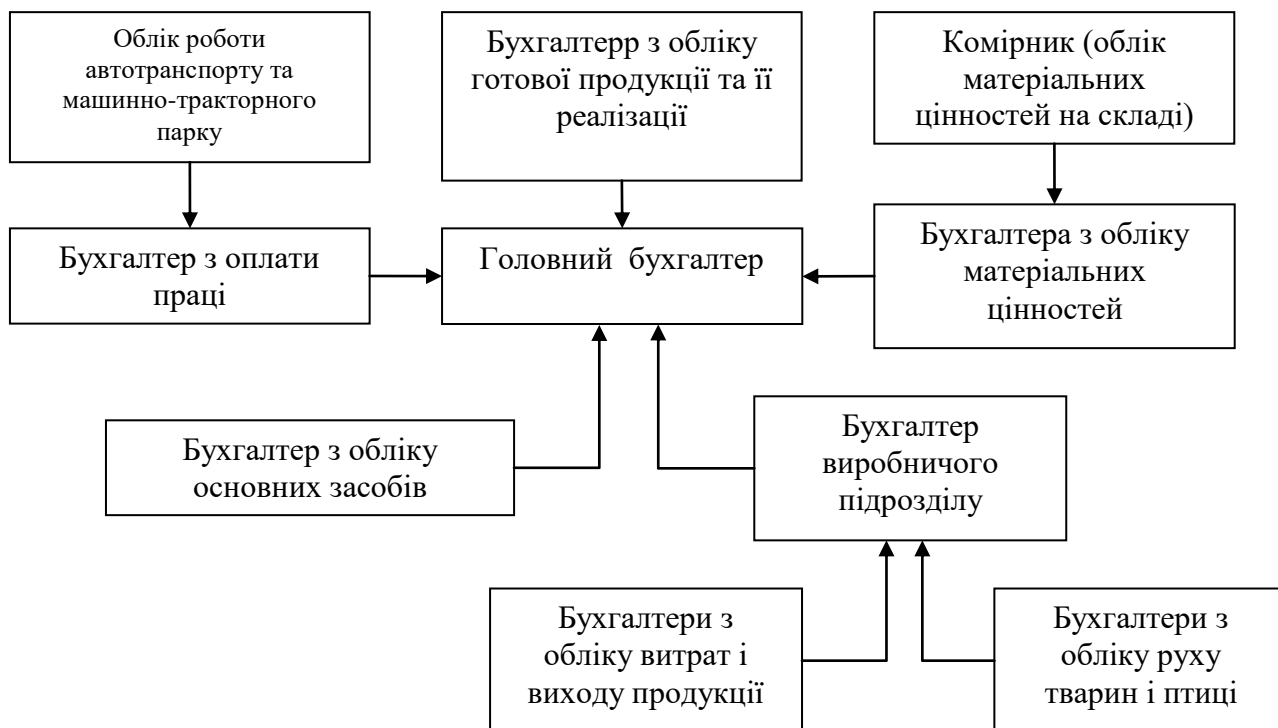 Облік роботи
автотранспорту та
машинно-тракторного
парку
Бухгалтерр з обліку
готової продукції та її
реалізації
Комірник (облік
матеріальних
цінностей на складі)
Бухгалтер з оплати
праці
Головний бухгалтер
Бухгалтера з обліку
матеріальних
цінностей
Бухгалтер з обліку
основних засобів
Бухгалтер
виробничого
підрозділу
Бухгалтери з
обліку витрат і
виходу продукції
Бухгалтери з
обліку руху
тварин і птиці